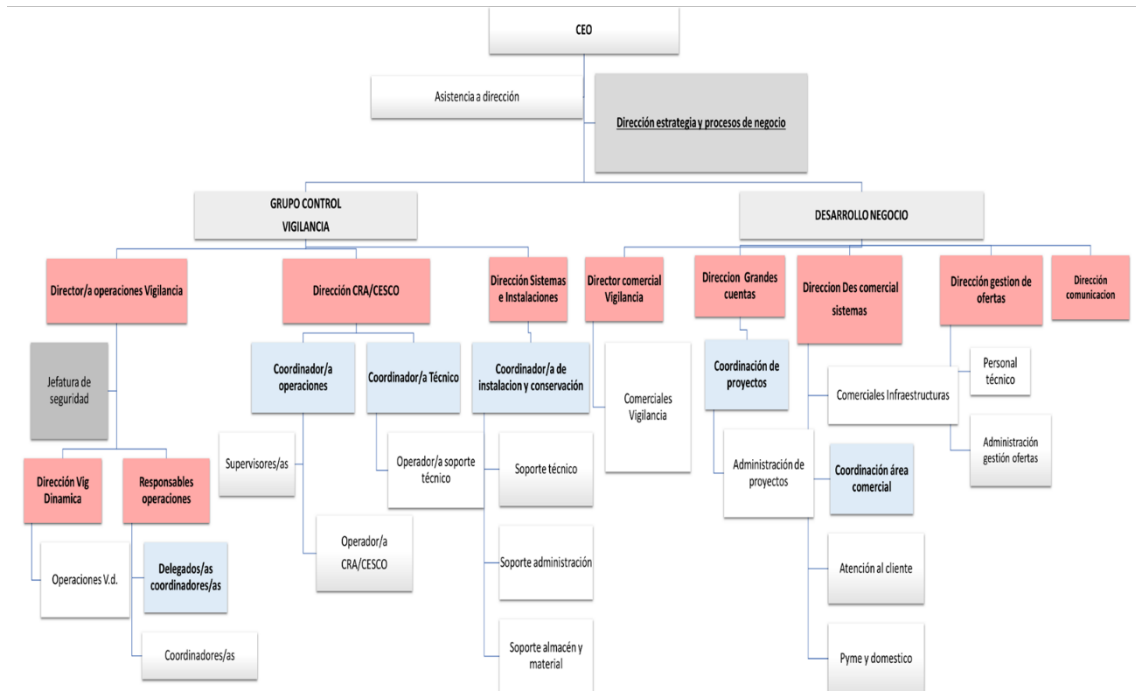 CEO
Asistencia a dirección
Dirección estrategia y procesos de negocio
GRUPO CONTROL
VIGILANCIA
DESARROLLO NEGOCIO
Director/a operaciones Vigilancia
Dirección CRA/CESCO
Dirección Sistemas
e Instalaciones
Director comercial
Vigilancia
Direccion Grandes
cuentas
Direccion Des comercial
sistemas
Dirección gestion de
ofertas
Dirección
comunicacion
Jefatura de
seguridad
Coordinador/a
operaciones
Coordinador/a Técnico
Coordinador/a de
instalacion y conservación
Comerciales
Vigilancia
Coordinación de
proyectos
Comerciales Infraestructuras
Personal
técnico
Dirección Vig
Dinamica
Responsables
operaciones
Supervisores/as
Operador/a soporte
técnico
Soporte técnico
Administración de
proyectos
Coordinación área
comercial
Administración
gestión ofertas
Operaciones V.d.
Delegados/as
coordinadores/as
Operador/a
CRA/CESCO
Soporte administración
Atención al cliente
Coordinadores/as
Soporte almacén y
material
Pyme y domestico